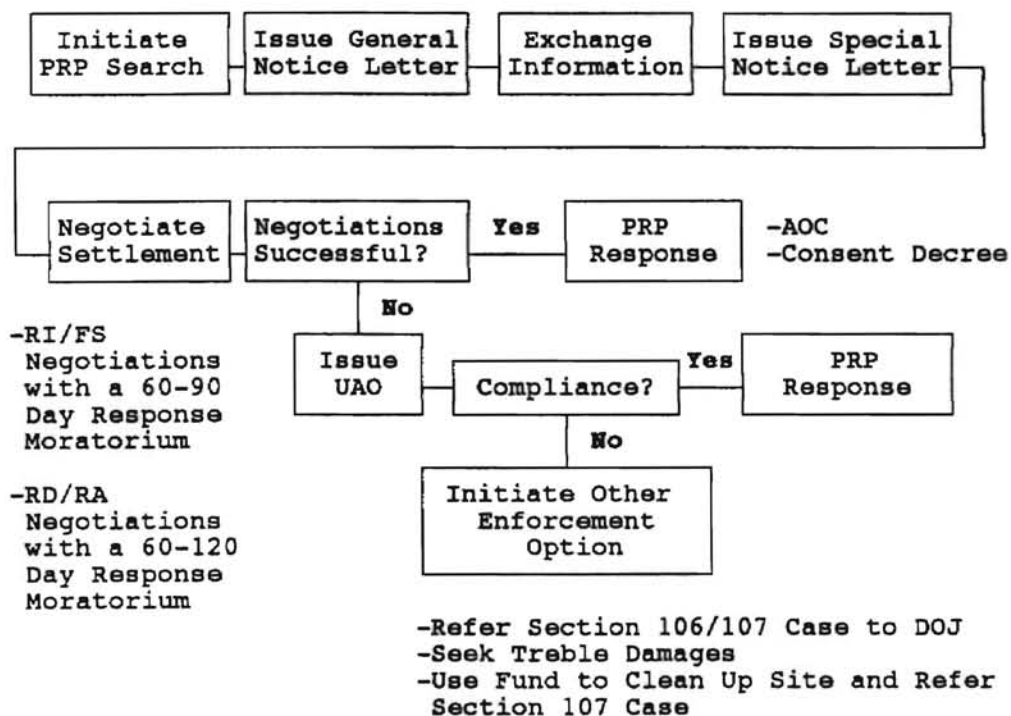 Initiate
PRP Search
Issue General
Notice Letter
Exchange
Information
Issue Special
Notice Letter
Negotiate
Settlement
Negotiations
Successful?
Yes
PRP
Response
-AOC
-Consent Decree
No
-RI/FS
Negotiations
with a 60-90
Day Response
Moratorium
Issue
UAO
Compliance?
Yes
PRP
Response
No
-RD/RA
Negotiations
with a 60-120
Day Response
Moratorium
Initiate Other
Enforcement
Option
-Refer Section 106/107 Case to DOJ
-Seek Treble Damages
-Use Fund to Clean Up Site and Refer
Section 107 Case